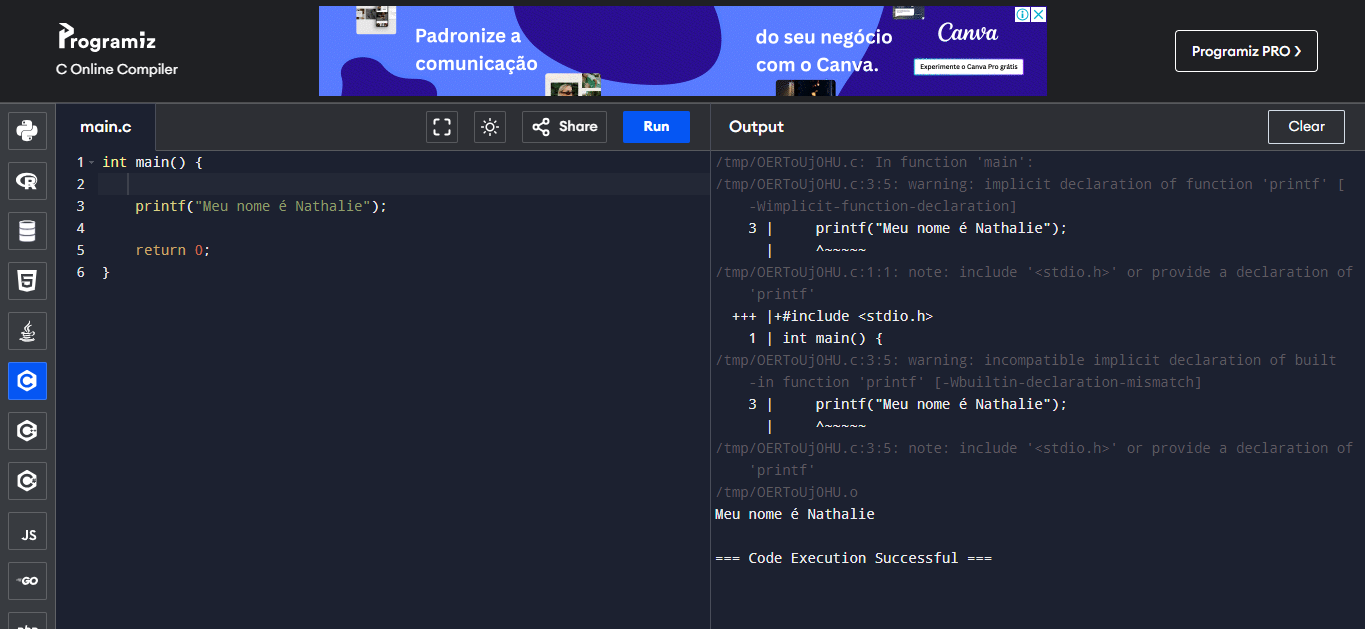 Programiz
C Online Compiler
Padronize a
comunicação
do seu negócio
com o Canva.
Canva
Experimente o Canva Pro grátis
Programiz PRO ❯
main.c
Share
Run
Output
Clear
1 int main() {
2
3     printf("Meu nome é Nathalie");
4
5     return 0;
6 }
/tmp/OERToUj0HU.c: In function 'main':
/tmp/OERToUj0HU.c:3:5: warning: implicit declaration of function 'printf' [
-Wimplicit-function-declaration]
3 |     printf("Meu nome é Nathalie");
|     ^~~~~~
/tmp/OERToUj0HU.c:1:1: note: include '<stdio.h>' or provide a declaration of
'printf'
+++ |+#include <stdio.h>
1 | int main() {
/tmp/OERToUj0HU.c:3:5: warning: incompatible implicit declaration of built
-in function 'printf' [-Wbuiltin-declaration-mismatch]
3 |     printf("Meu nome é Nathalie");
|     ^~~~~~
/tmp/OERToUj0HU.c:3:5: note: include '<stdio.h>' or provide a declaration of
'printf'
/tmp/OERToUj0HU.o
Meu nome é Nathalie
=== Code Execution Successful ===
R
5
C
C
C
JS
GO
php